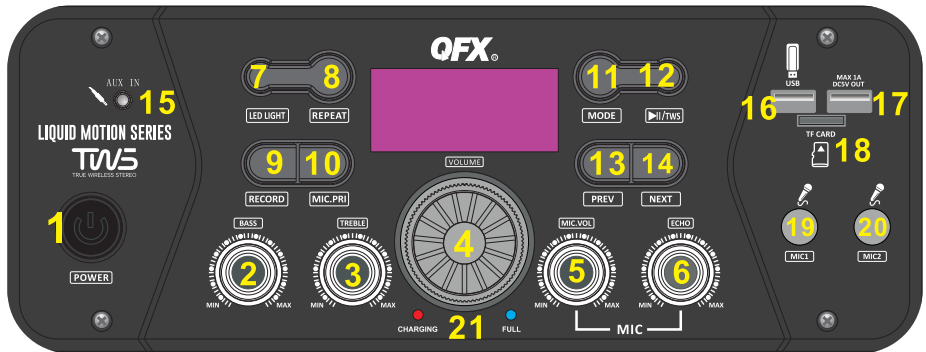 QFX®
7
8
LED LIGHT
REPEAT
11
12
MODE
▶II/TWS
AUX IN
15
LIQUID MOTION SERIES
TWS
TRUE WIRELESS STEREO
1
POWER
9
10
RECORD
MIC.PRI
VOLUME
4
13
14
PREV
NEXT
BASS
2
MIN
MAX
TREBLE
3
MIN
MAX
MIC.VOL
5
MIN
MAX
ECHO
6
MIN
MAX
MIC
CHARGING
21
FULL
USB
16
MAX 1A
DC5V OUT
17
TF CARD
18
19
MIC1
20
MIC2